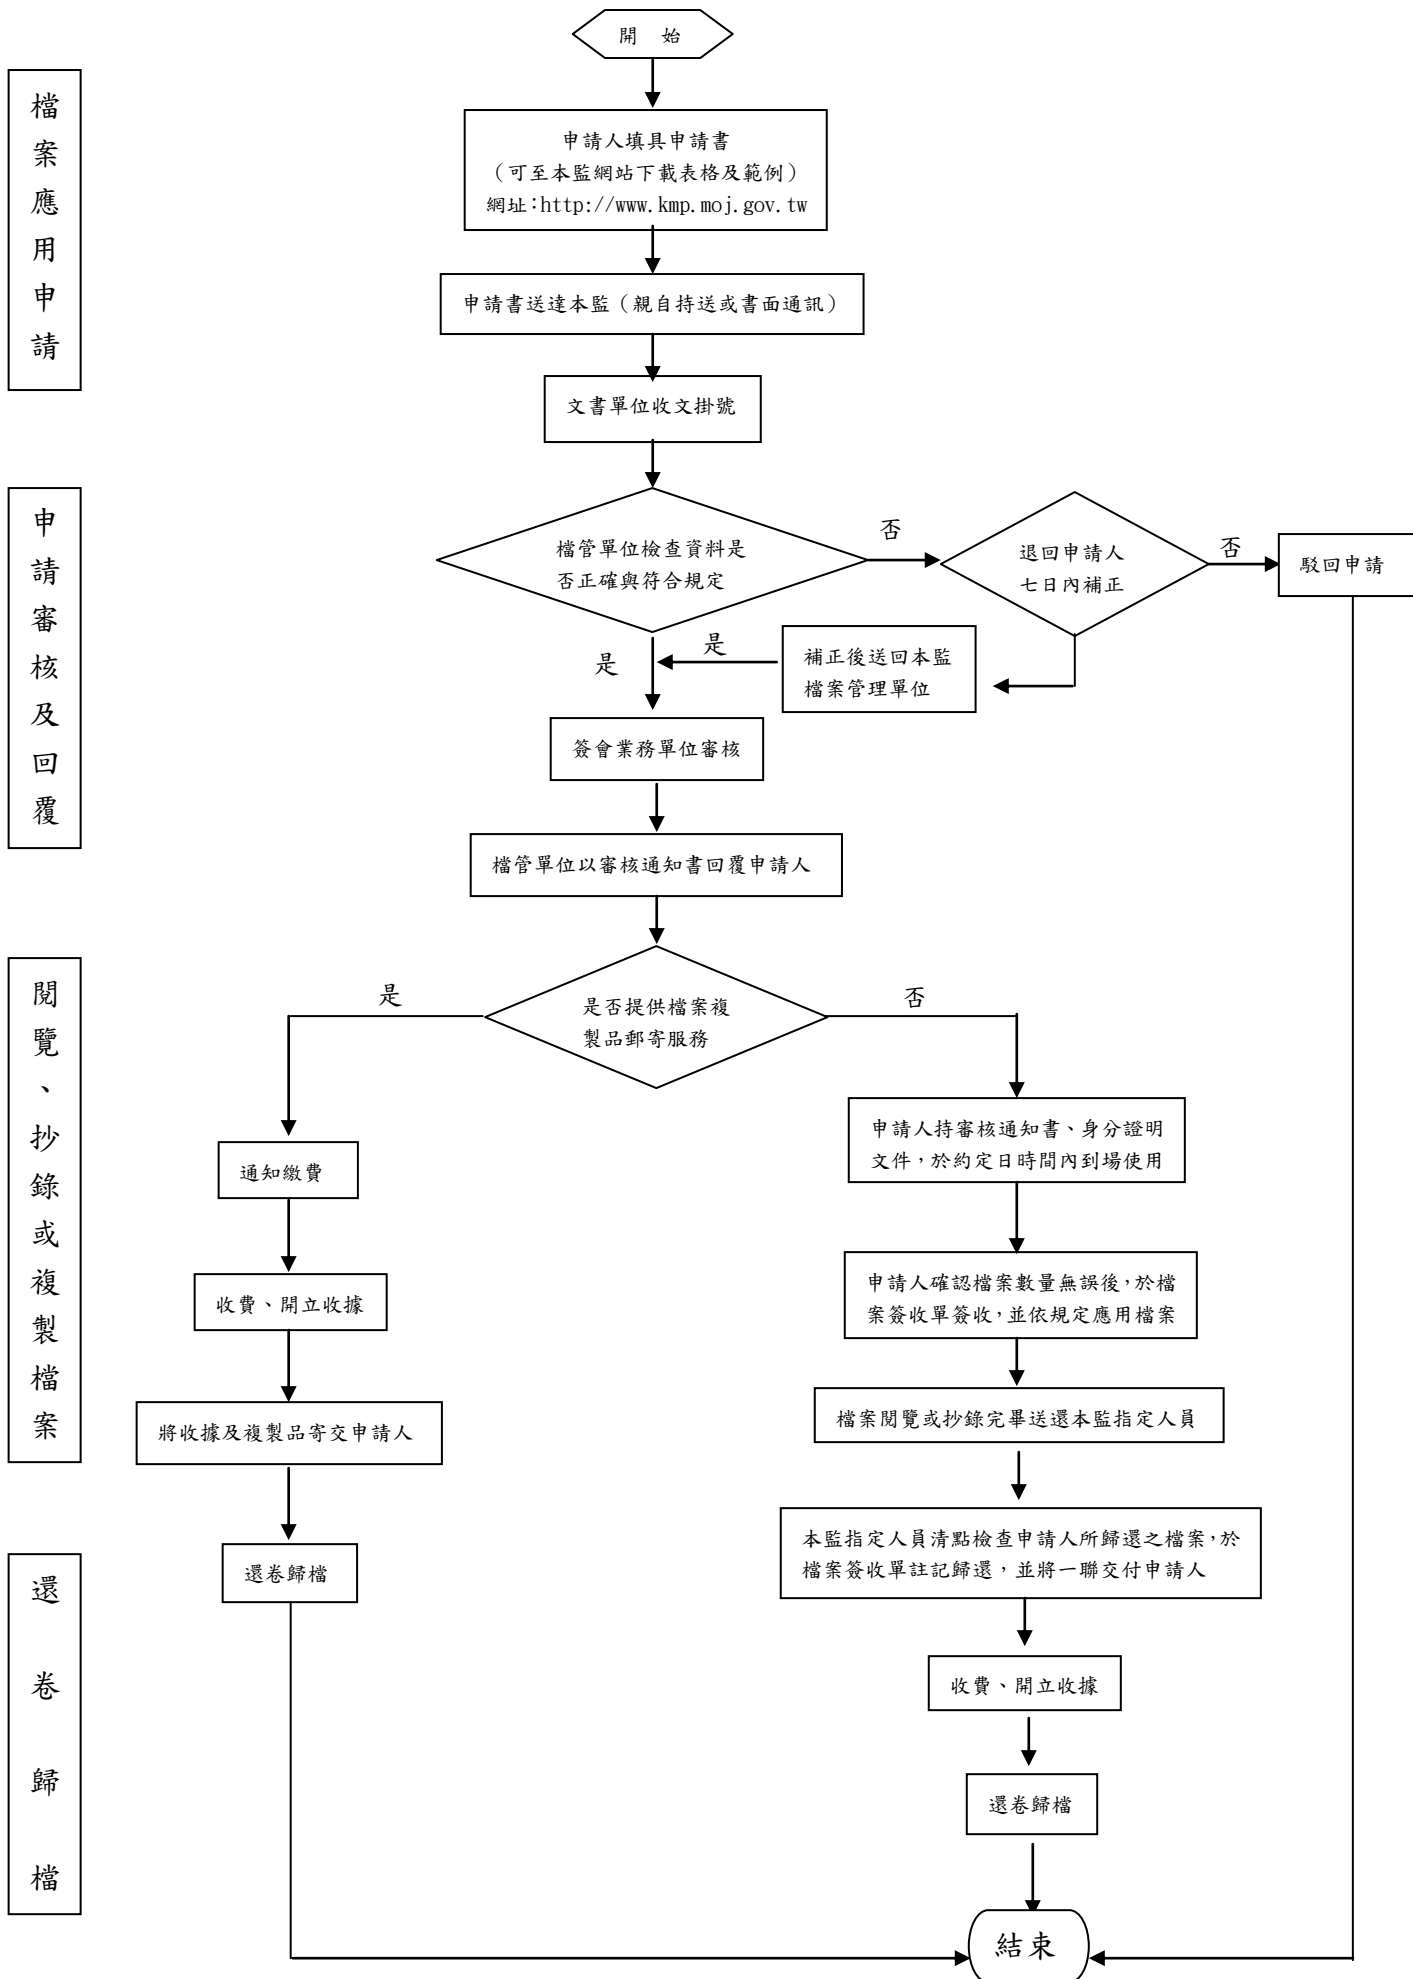 開　始
檔案應用申請
申請人填具申請書
（可至本監網站下載表格及範例）
網址：http://www.kmp.moj.gov.tw
申請書送達本監（親自持送或書面通訊）
文書單位收文掛號
申請審核及回覆
檔管單位檢查資料是
否正確與符合規定
否
退回申請人
七日內補正
否
駁回申請
是
是
補正後送回本監
檔案管理單位
簽會業務單位審核
檔管單位以審核通知書回覆申請人
閱覽、抄錄或複製檔案
是否提供檔案複
製品郵寄服務
是
否
通知繳費
收費、開立收據
將收據及複製品寄交申請人
還卷歸檔
申請人持審核通知書、身分證明
文件，於約定日時間內到場使用
申請人確認檔案數量無誤後，於檔
案簽收單簽收，並依規定應用檔案
檔案閱覽或抄錄完畢送還本監指定人員
本監指定人員清點檢查申請人所歸還之檔案，於
檔案簽收單註記歸還，並將一聯交付申請人
還卷歸檔
收費、開立收據
還卷歸檔
結束